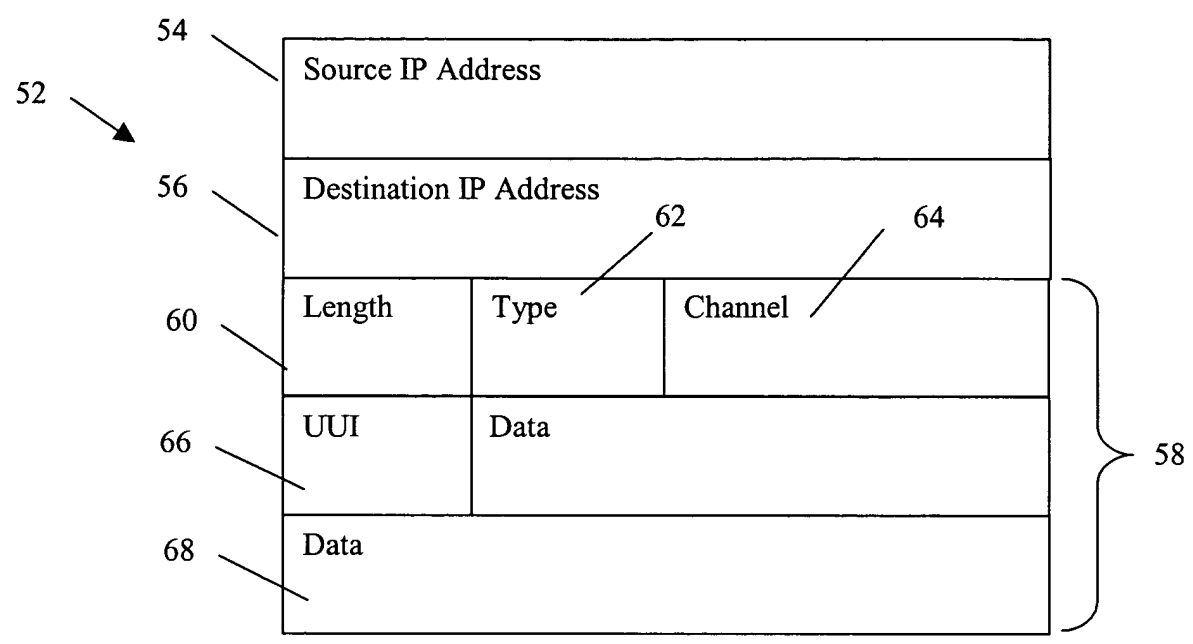 54
Source IP Address
52
56
Destination IP Address
62
64
60
Length
Type
Channel
66
UUI
Data
58
68
Data